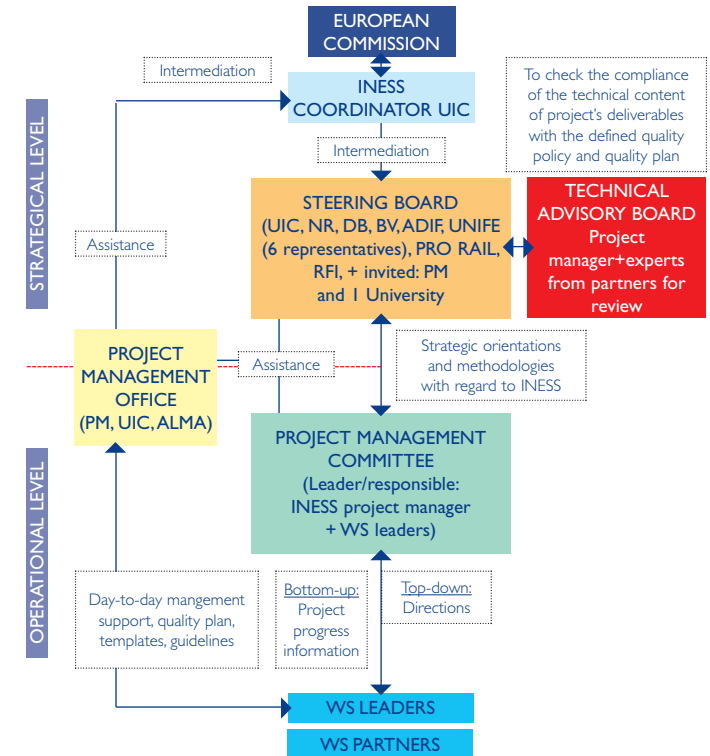 EUROPEAN
COMMISSION
Intermediation
INESS
COORDINATOR UIC
To check the compliance
of the technical content
of project's deliverables
with the defined quality
policy and quality plan
Intermediation
STRATEGICAL LEVEL
STEERING BOARD
(UIC, NR, DB, BV, ADIF, UNIFE
(6 representatives), PRO RAIL,
RFI, + invited: PM
and 1 University
TECHNICAL
ADVISORY BOARD
Project
manager+experts
from partners for
review
Assistance
PROJECT
MANAGEMENT
OFFICE
(PM, UIC, ALMA)
Assistance
Strategic orientations
and methodologies
with regard to INESS
OPERATIONAL LEVEL
PROJECT MANAGEMENT
COMMITTEE
(Leader/responsible:
INESS project manager
+ WS leaders)
Day-to-day mangement
support, quality plan,
templates, guidelines
Bottom-up:
Project
progress
information
Top-down:
Directions
WS LEADERS
WS PARTNERS